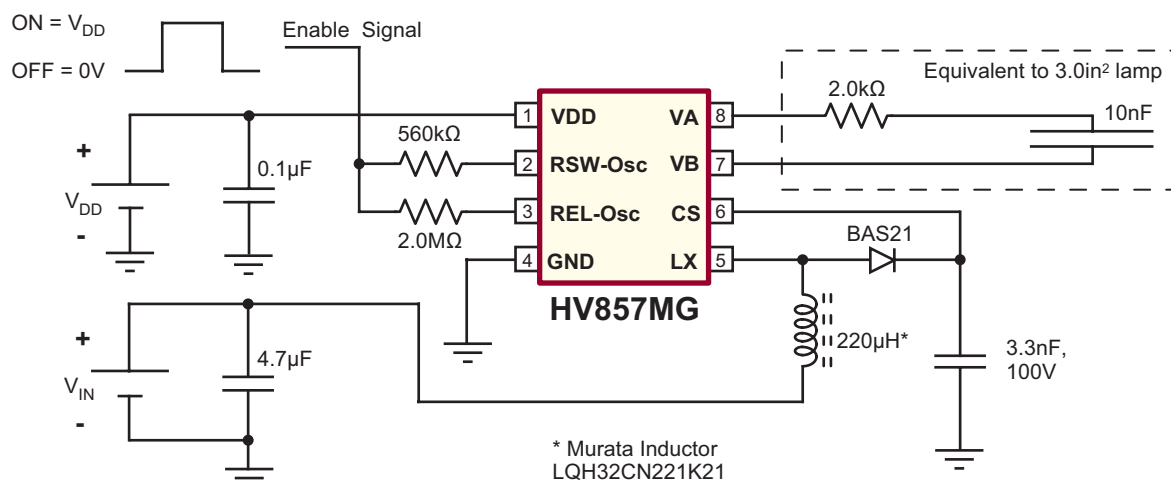 ON = VDD
OFF = 0V
Enable Signal
Equivalent to 3.0in² lamp
2.0kΩ
10nF
560kΩ
2.0MΩ
1 VDD
2 RSW-Osc
3 REL-Osc
4 GND
VA 8
VB 7
CS 6
LX 5
HV857MG
+
VDD
-
0.1µF
BAS21
220µH*
3.3nF,
100V
+
VIN
-
4.7µF
* Murata Inductor
LQH32CN221K21